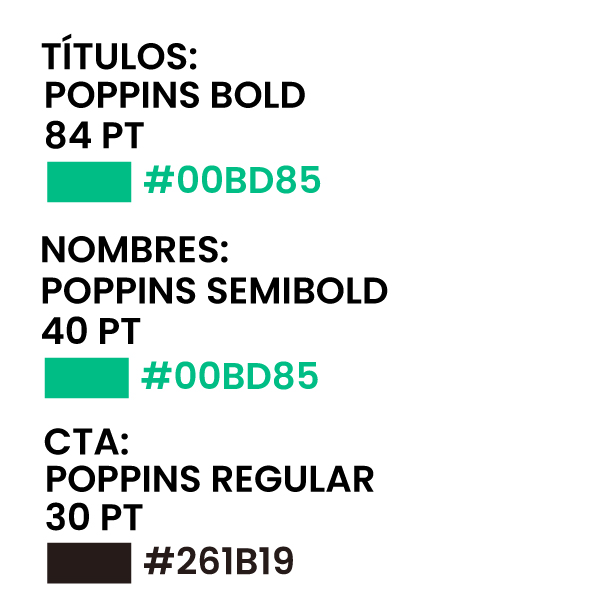 TÍTULOS:
POPPINS BOLD
84 PT
#00BD85
NOMBRES:
POPPINS SEMIBOLD
40 PT
#00BD85
CTA:
POPPINS REGULAR
30 PT
#261B19